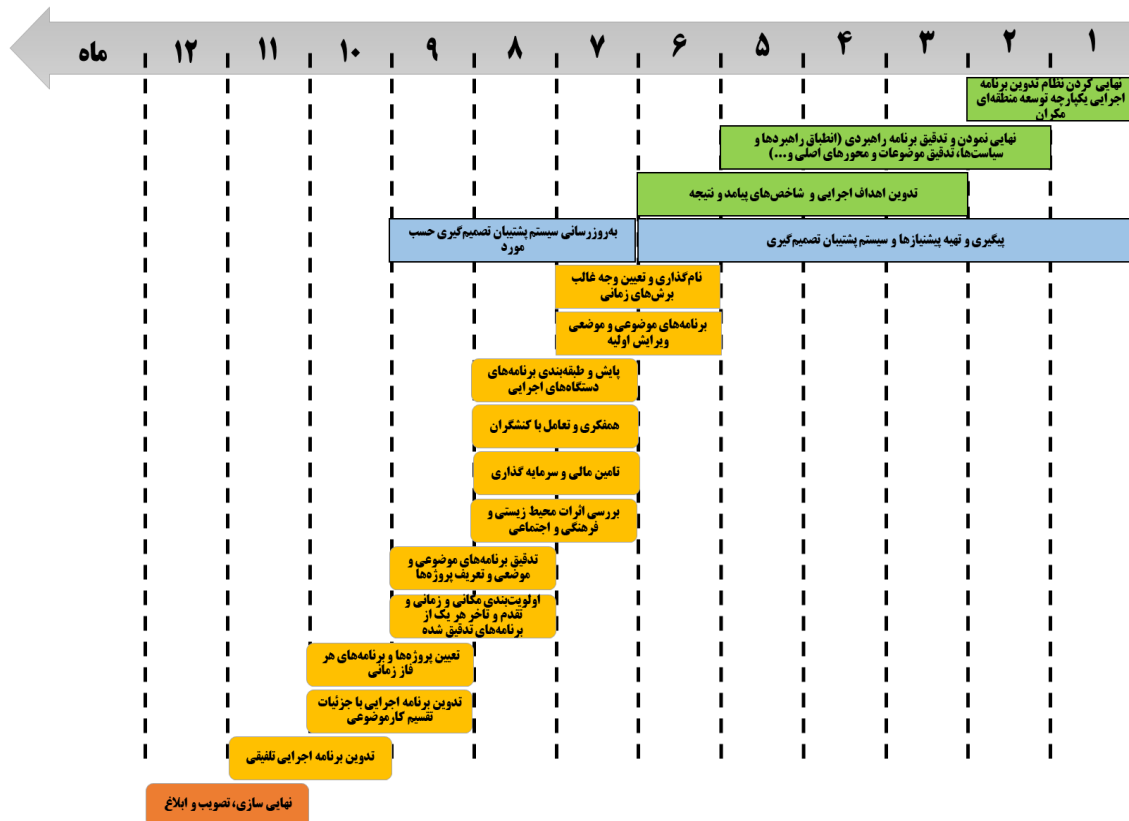 ۱ ۲ ۳ ۴ ۵ ۶ ۷ ۸ ۹ ۱۰ ۱۱ ۱۲ ماه
نهایی کردن نظام تدوین برنامه
اجرایی یکپارچه توسعه منطقه‌ای
مکران
نهایی نمودن و تدقیق برنامه راهبردی (انطباق راهبردها و
سیاست‌ها، تدقیق موضوعات و محورهای اصلی و...)
تدوین اهداف اجرایی و شاخص‌های پیامد و نتیجه
پیگیری و تهیه پیشنیازها و سیستم پشتیبان تصمیم‌گیری
به‌روزرسانی سیستم پشتیبان تصمیم‌گیری حسب
مورد
نام‌گذاری و تعیین وجه غالب
برش‌های زمانی
برنامه‌های موضوعی و موضعی
ویرایش اولیه
پایش و طبقه‌بندی برنامه‌های
دستگاه‌های اجرایی
همفکری و تعامل با کنشگران
تامین مالی و سرمایه گذاری
بررسی اثرات محیط زیستی و
فرهنگی و اجتماعی
تدقیق برنامه‌های موضوعی و
موضعی و تعریف پروژه‌ها
اولویت‌بندی مکانی و زمانی و
تقدم و تاخر هر یک از
برنامه‌های تدقیق شده
تعیین پروژه‌ها و برنامه‌های هر
فاز زمانی
تدوین برنامه اجرایی با جزئیات
تقسیم کارموضوعی
تدوین برنامه اجرایی تلفیقی
نهایی سازی، تصویب و ابلاغ